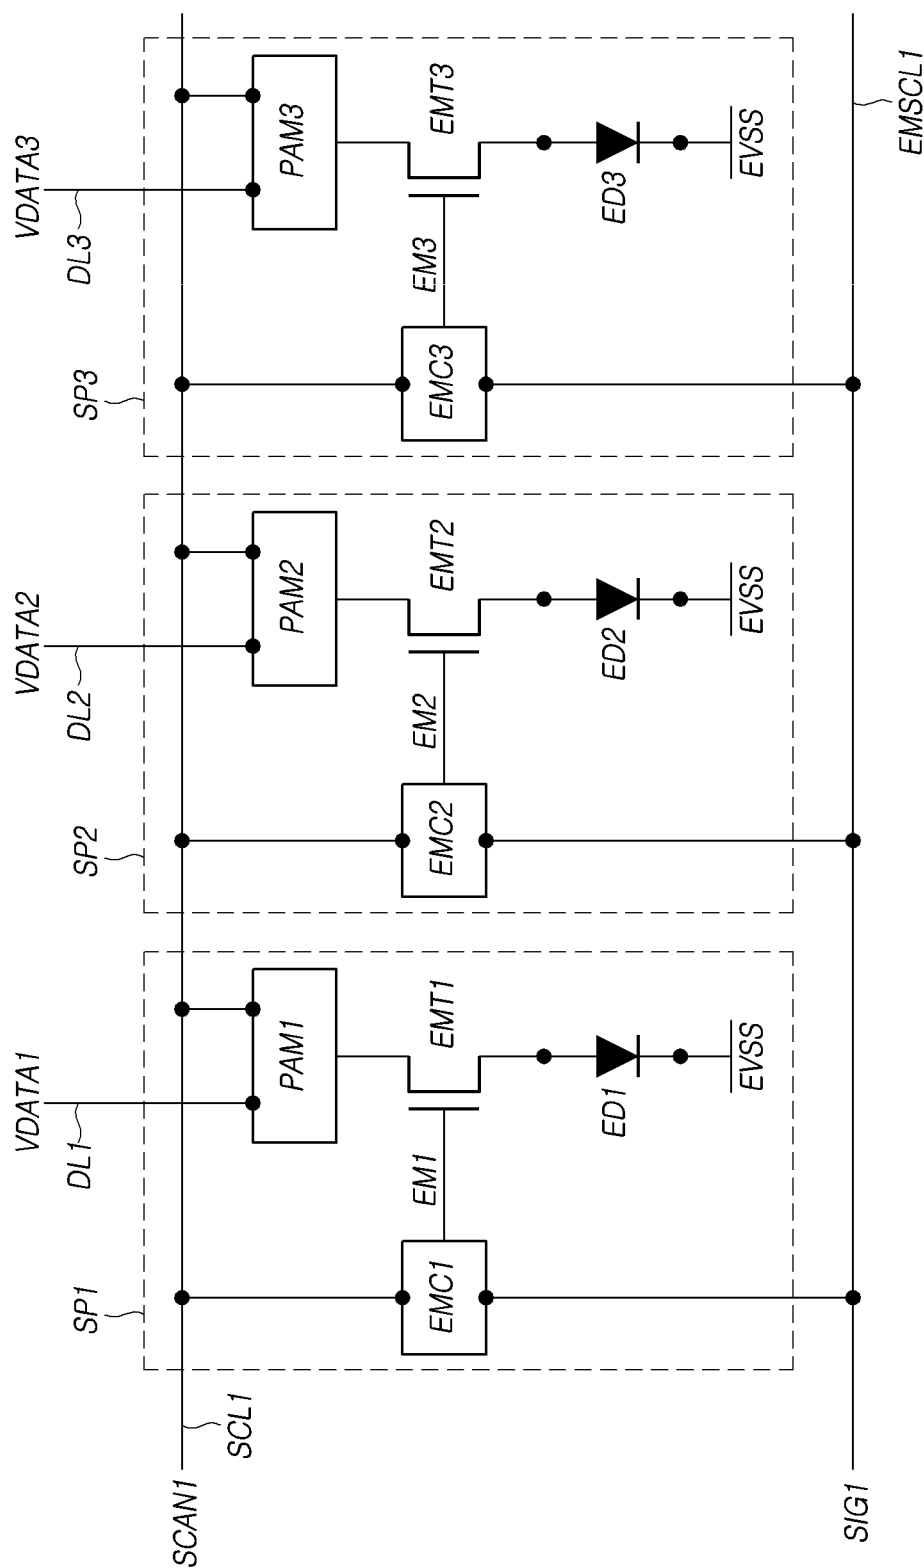 VDATA1
VDATA2
VDATA3
DL1
DL2
DL3
SP1
SP2
SP3
SCAN1
SCL1
PAM1
PAM2
PAM3
EMC1
EM1
EMT1
EMC2
EM2
EMT2
EMC3
EM3
EMT3
ED1
ED2
ED3
EVSS
EVSS
EVSS
SIG1
EMSCL1